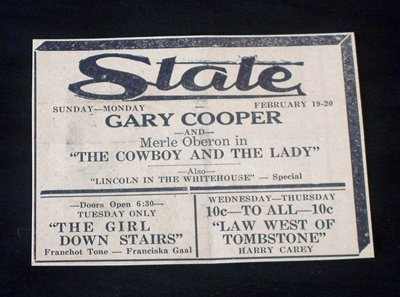 State
SUNDAY—MONDAY — FEBRUARY 19-20
GARY COOPER
—AND—
Merle Oberon in
"THE COWBOY AND THE LADY"
—Also—
"LINCOLN IN THE WHITEHOUSE" — Special
—Doors Open 6:30—
TUESDAY ONLY
"THE GIRL
DOWN STAIRS"
Franchot Tone — Franciska Gaal
WEDNESDAY—THURSDAY
10c—TO ALL—10c
"LAW WEST OF
TOMBSTONE"
HARRY CAREY